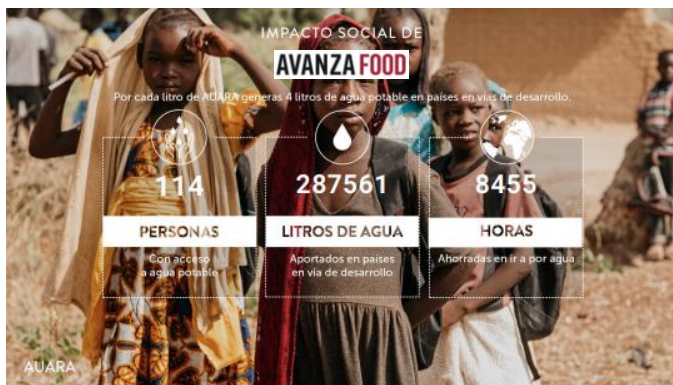 IMPACTO SOCIAL DE
AVANZA FOOD
Por cada litro de AUARA generas 4 litros de agua potable en países en vías de desarrollo.
114
PERSONAS
Con acceso
a agua potable
287561
LITROS DE AGUA
Aportados en países
en vía de desarrollo
8455
HORAS
Ahorradas en ir a por agua
AUARA